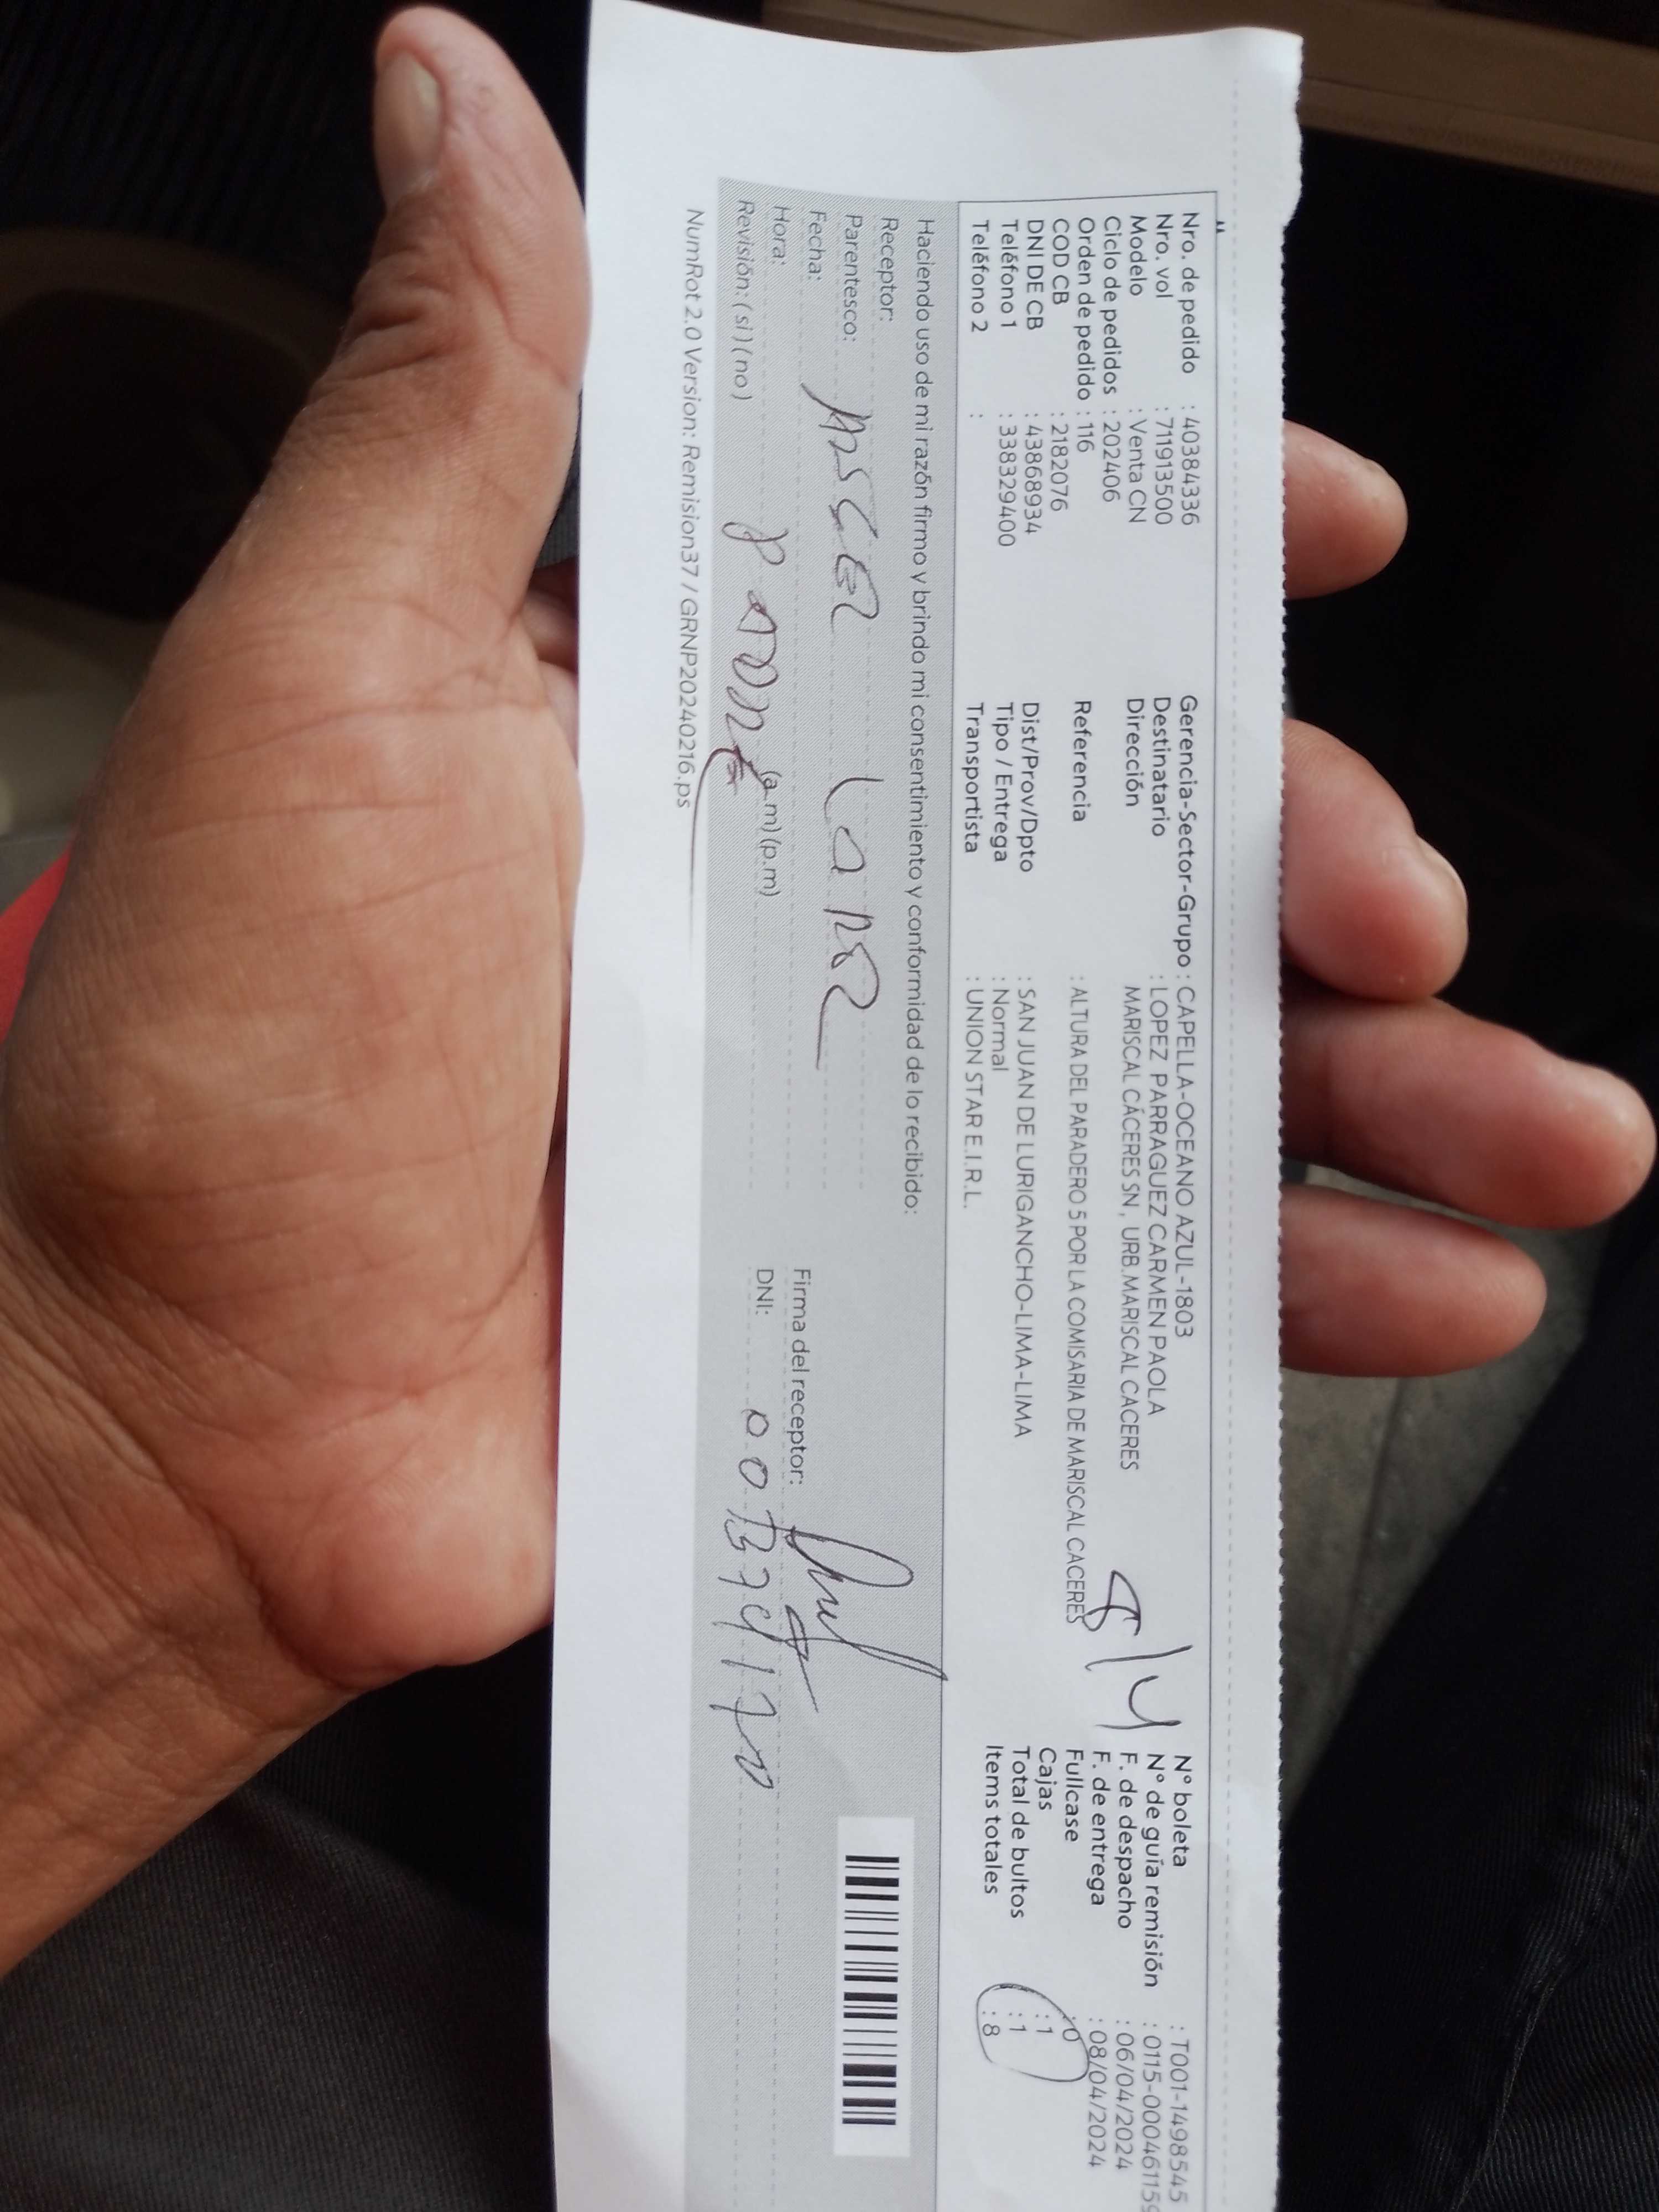 Nro. de pedido : 40384336
Nro. vol : 711913500
Modelo : Venta CN
Ciclo de pedidos : 202406
Orden de pedido : 116
COD CB : 2182076
DNI DE CB : 43868934
Teléfono 1 : 338329400
Teléfono 2 :
Gerencia-Sector-Grupo : CAPELLA-OCEANO AZUL-1803
Destinatario : LOPEZ PARRAGUEZ CARMEN PAOLA
Dirección MARISCAL CÁCERES SN, URB.MARISCAL CACERES
Referencia : ALTURA DEL PARADERO 5 POR LA COMISARIA DE MARISCAL CACERES
Dist/Prov/Dpto : SAN JUAN DE LURIGANCHO-LIMA-LIMA
Tipo / Entrega : Normal
Transportista : UNION STAR E.I.R.L.
8/4
N° boleta : T001-1498545
N° de guía remisión : 0115-00046115
F. de despacho : 06/04/2024
F. de entrega : 08/04/2024
Fullcase : 0
Cajas : 1
Total de bultos : 1
Items totales : 8
Haciendo uso de mi razón firmo y brindo mi consentimiento y conformidad de lo recibido:
Receptor:
Parentesco:
Fecha:
Hora: (a.m)(p.m)
Revisión: (si)(no)
Firma del receptor:
DNI:
NumRot 2.0 Version: Remision37 / GRNP20240216.ps